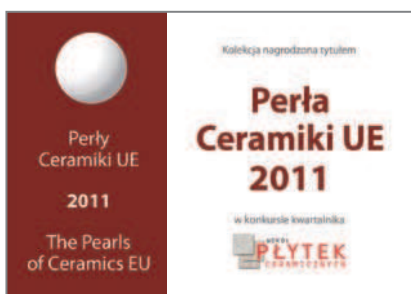 Perły
Ceramiki UE
2011
The Pearls
of Ceramics EU
Kolekcja nagrodzona tytułem
Perła
Ceramiki UE
2011
w konkursie kwartalnika
PŁYTEK
CERAMICZNYCH